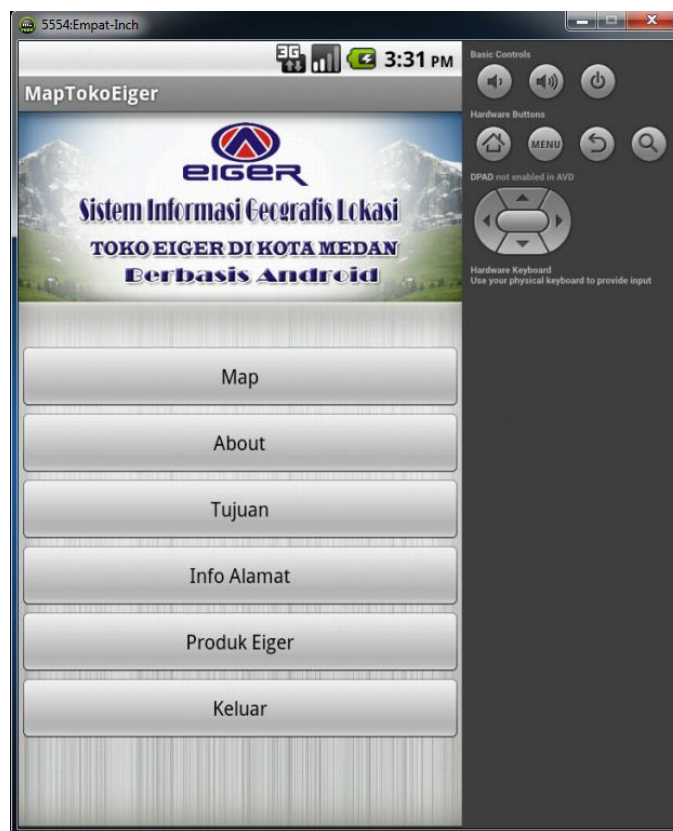 5554:Empat-Inch
3G 3:31 PM
MapTokoEiger
EIGER
Sistem Informasi Geografis Lokasi
TOKO EIGER DI KOTA MEDAN
Berbasis Android
Map
About
Tujuan
Info Alamat
Produk Eiger
Keluar
Basic Controls
Hardware Buttons
MENU
DPAD not enabled in AVD
Hardware Keyboard
Use your physical keyboard to provide input